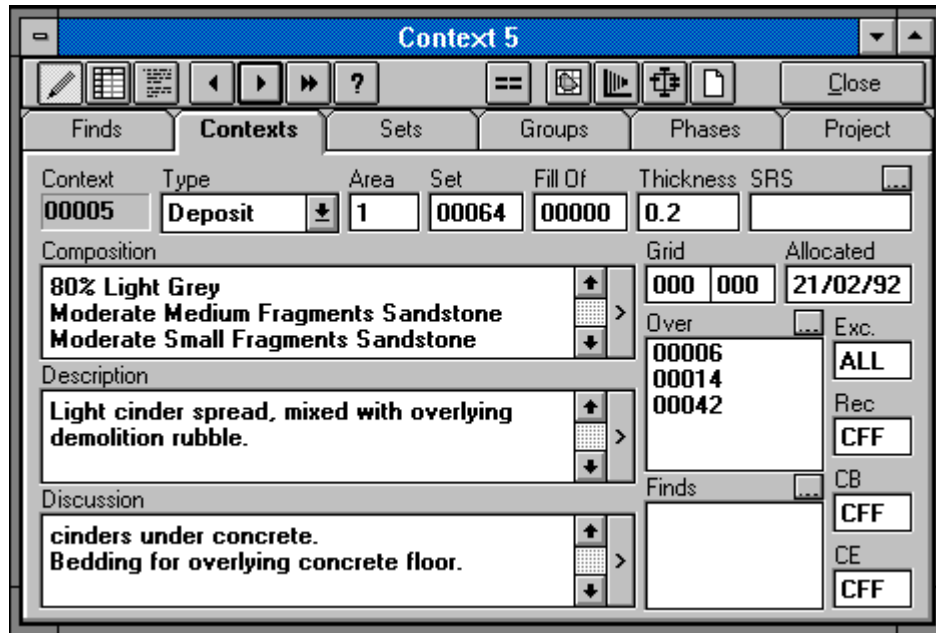 Context 5
? == Close
Finds Contexts Sets Groups Phases Project
Context Type Area Set Fill Of Thickness SRS ...
00005 Deposit 1 00064 00000 0.2
Composition Grid Allocated
80% Light Grey 000 000 21/02/92
Moderate Medium Fragments Sandstone
Moderate Small Fragments Sandstone
>
Over ... Exc.
00006 ALL
00014
00042
Description
Light cinder spread, mixed with overlying
demolition rubble.
>
Rec
CFF
Discussion Finds ... CB
cinders under concrete. CFF
Bedding for overlying concrete floor.
>
CE
CFF